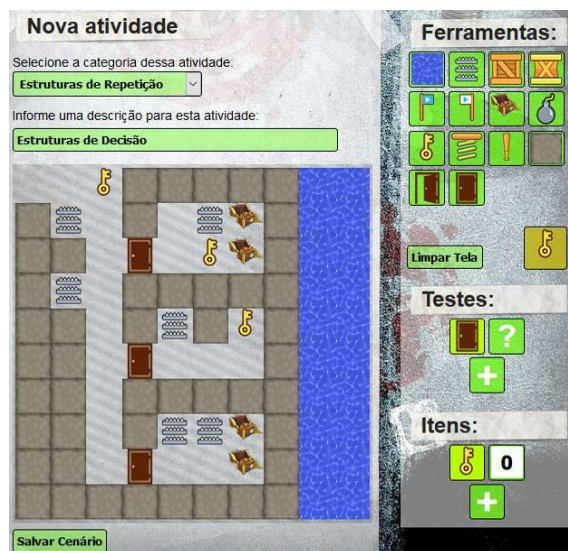 Nova atividade
Selecione a categoria dessa atividade:
Estruturas de Repetição
Informe uma descrição para esta atividade:
Estruturas de Decisão
Salvar Cenário
Ferramentas:
Limpar Tela
Testes:
?
+
Itens:
0
+